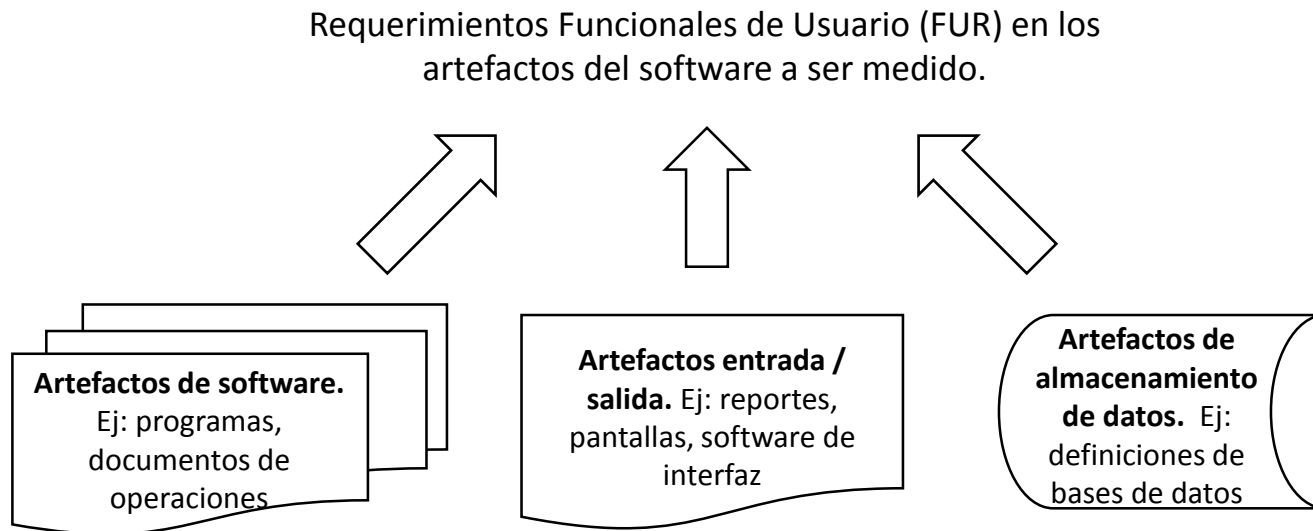 Requerimientos Funcionales de Usuario (FUR) en los
artefactos del software a ser medido.
Artefactos de software.
Ej: programas,
documentos de
operaciones
Artefactos entrada /
salida. Ej: reportes,
pantallas, software de
interfaz
Artefactos de
almacenamiento
de datos. Ej:
definiciones de
bases de datos